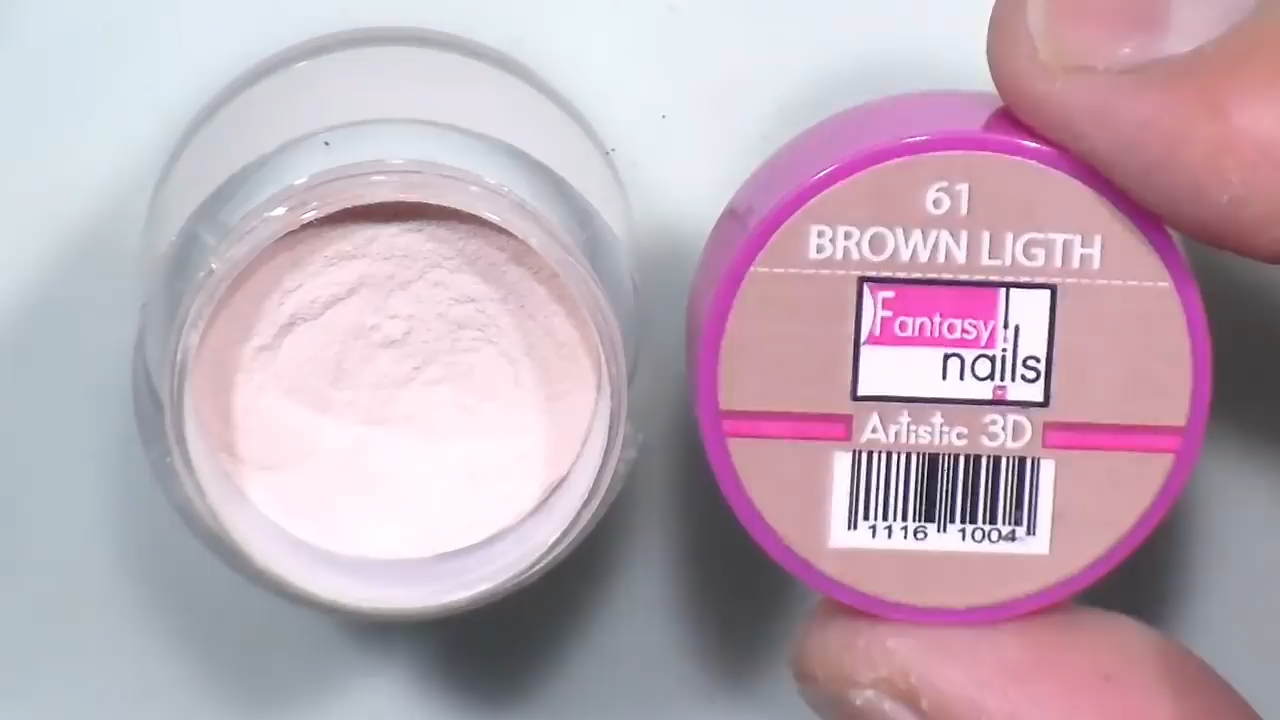 61
BROWN LIGTH
Fantasy
nails
Artistic 3D
1116 1004